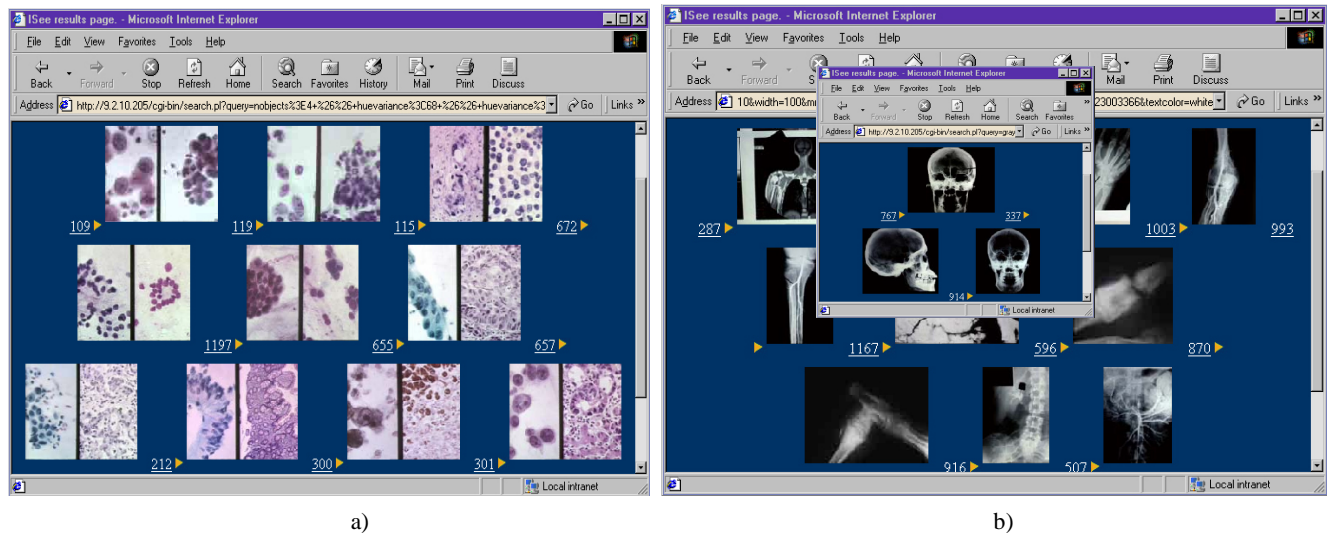 ISee results page. - Microsoft Internet Explorer
File Edit View Favorites Tools Help
Back Forward Stop Refresh Home Search Favorites History Mail Print Discuss
Address http://9.2.10.205/cgi-bin/search.pl?query=nobjects%3E4+%26%26+huevariance%3C68+%26%26+huevariance%3 Go Links »
109 119 115 672
1197 655 657
212 300 301
Local intranet
a)
ISee results page. - Microsoft Internet Explorer
File Edit View Favorites Tools Help
Back Forward Mail Print Discuss
Address 10&width=100&m 23003366&textcolor=white Go Links »
287 1003 993
1167 596 870
916 507
Local intranet
ISee results page. - Microsoft Internet Explorer
File Edit View Favorites Tools Help
Back Forward Stop Refresh Home Search Favorites
Address http://9.2.10.205/cgi-bin/search.pl?query=gray Go Links »
767 337
914
Local intranet
b)